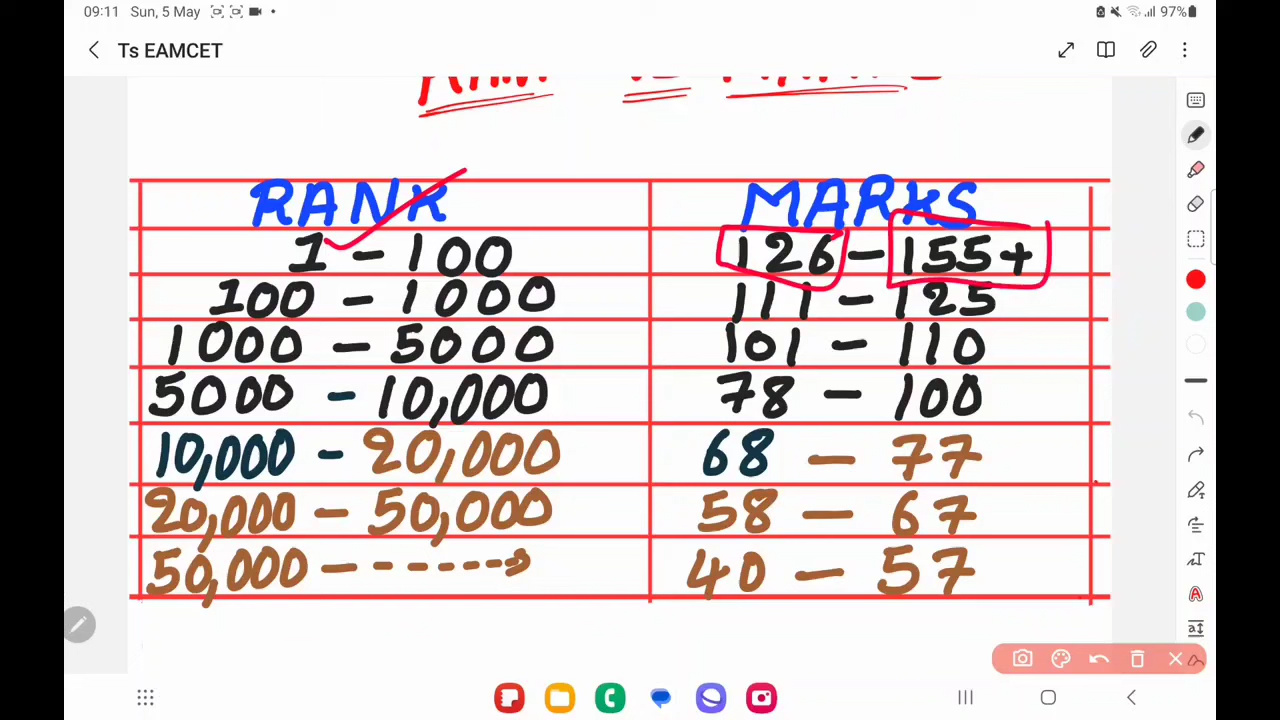 09:11 Sun, 5 May 97%
Ts EAMCET
RANK MARKS
1 - 100 126 - 155+
100 - 1000 111 - 125
1000 - 5000 101 - 110
5000 - 10,000 78 - 100
10,000 - 20,000 68 - 77
20,000 - 50,000 58 - 67
50,000 ------→ 40 - 57